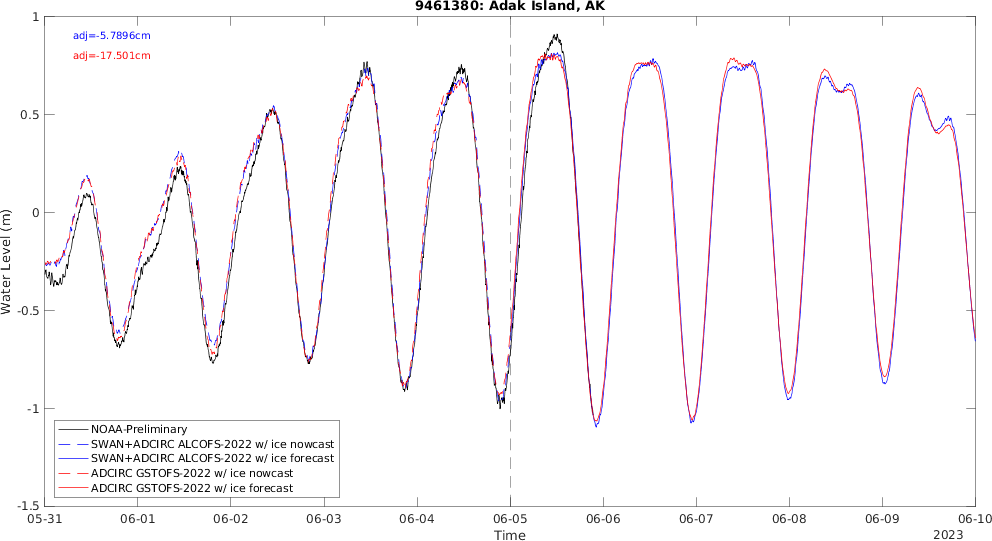 9461380: Adak Island, AK
adj=-5.7896cm
adj=-17.501cm
Water Level (m)
1
0.5
0
-0.5
-1
-1.5
NOAA-Preliminary
SWAN+ADCIRC ALCOFS-2022 w/ ice nowcast
SWAN+ADCIRC ALCOFS-2022 w/ ice forecast
ADCIRC GSTOFS-2022 w/ ice nowcast
ADCIRC GSTOFS-2022 w/ ice forecast
05-31 06-01 06-02 06-03 06-04 06-05 06-06 06-07 06-08 06-09 06-10
Time
2023